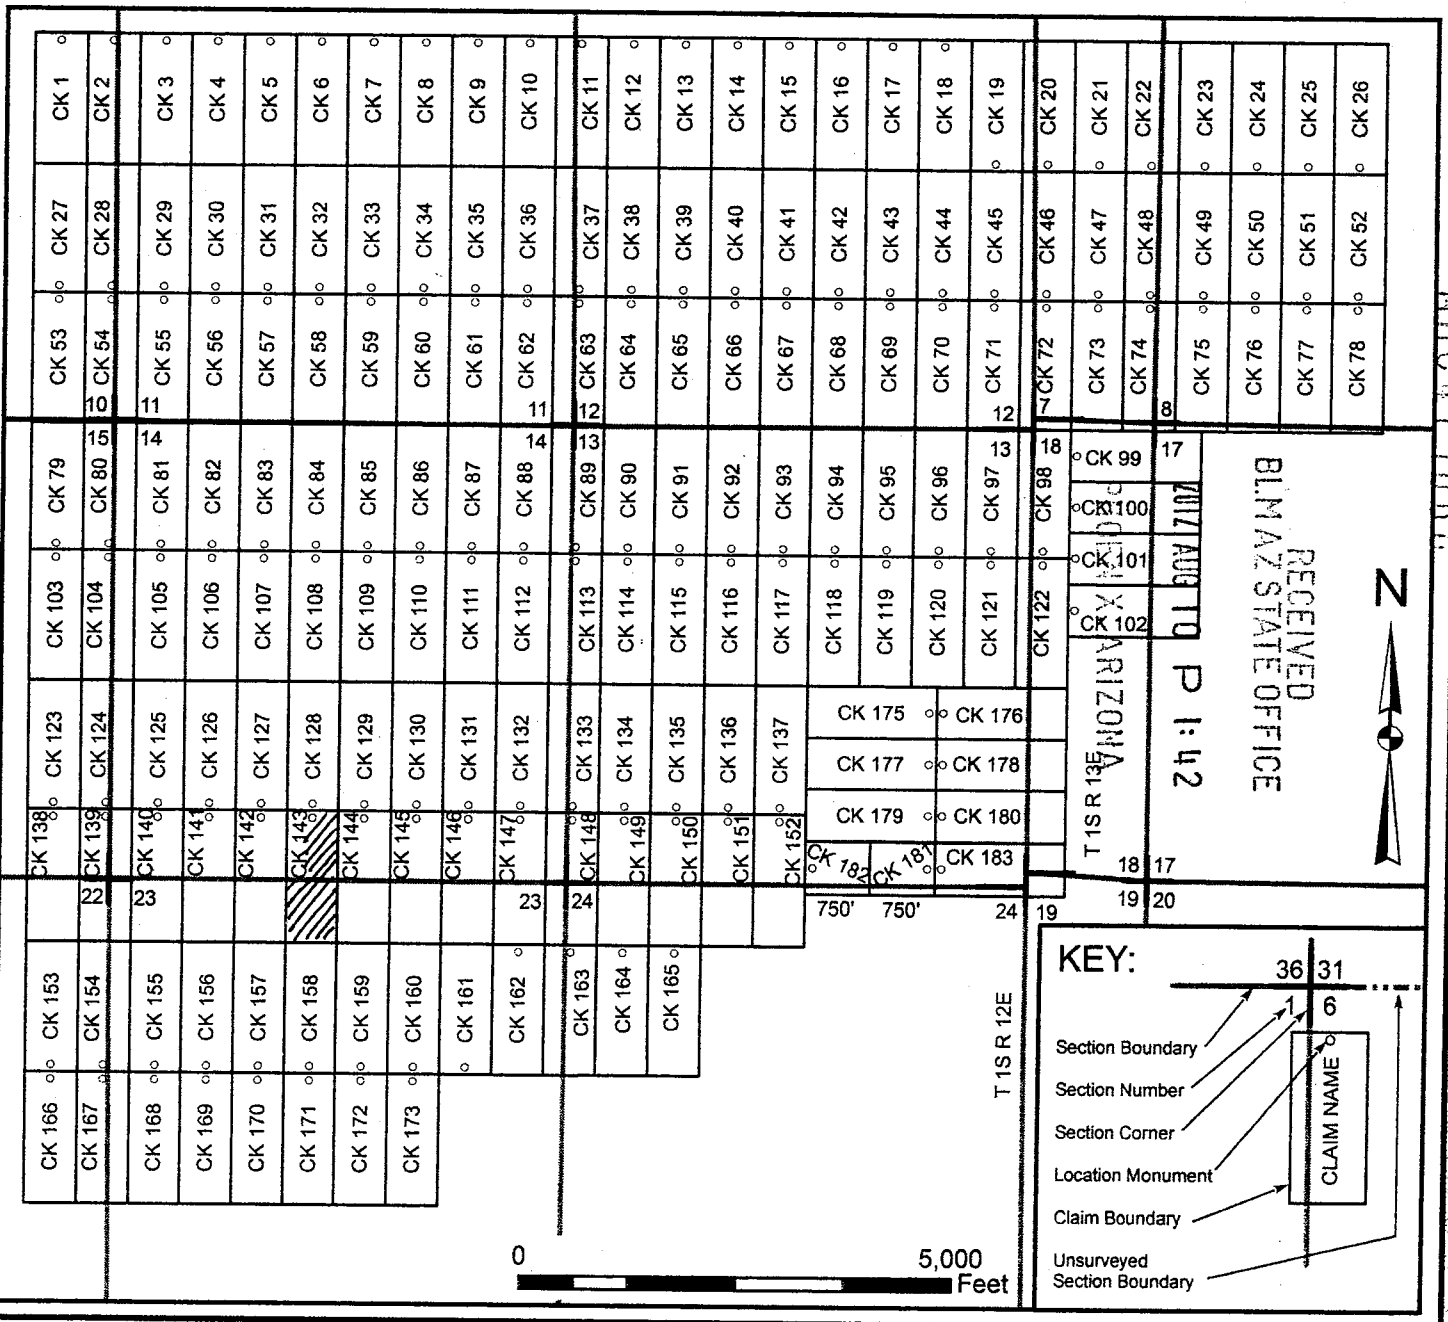 CK 1 CK 2 CK 3 CK 4 CK 5 CK 6 CK 7 CK 8 CK 9 CK 10 CK 11 CK 12 CK 13 CK 14 CK 15 CK 16 CK 17 CK 18 CK 19 CK 20 CK 21 CK 22 CK 23 CK 24 CK 25 CK 26
CK 27 CK 28 CK 29 CK 30 CK 31 CK 32 CK 33 CK 34 CK 35 CK 36 CK 37 CK 38 CK 39 CK 40 CK 41 CK 42 CK 43 CK 44 CK 45 CK 46 CK 47 CK 48 CK 49 CK 50 CK 51 CK 52
CK 53 CK 54 CK 55 CK 56 CK 57 CK 58 CK 59 CK 60 CK 61 CK 62 CK 63 CK 64 CK 65 CK 66 CK 67 CK 68 CK 69 CK 70 CK 71 CK 72 CK 73 CK 74 CK 75 CK 76 CK 77 CK 78
10 11 11 12 12 7 8
15 14 14 13 13 18 17
CK 79 CK 80 CK 81 CK 82 CK 83 CK 84 CK 85 CK 86 CK 87 CK 88 CK 89 CK 90 CK 91 CK 92 CK 93 CK 94 CK 95 CK 96 CK 97 CK 98 CK 99
CK 100
CK 101
CK 102
CK 103 CK 104 CK 105 CK 106 CK 107 CK 108 CK 109 CK 110 CK 111 CK 112 CK 113 CK 114 CK 115 CK 116 CK 117 CK 118 CK 119 CK 120 CK 121 CK 122
CK 123 CK 124 CK 125 CK 126 CK 127 CK 128 CK 129 CK 130 CK 131 CK 132 CK 133 CK 134 CK 135 CK 136 CK 137
CK 175 CK 176
CK 177 CK 178
CK 179 CK 180
CK 182 CK 181 CK 183
CK 138 CK 139 CK 140 CK 141 CK 142 CK 143 CK 144 CK 145 CK 146 CK 147 CK 148 CK 149 CK 150 CK 151 CK 152
18 17
22 23 23 24 24 19 19 20
750' 750'
CK 153 CK 154 CK 155 CK 156 CK 157 CK 158 CK 159 CK 160 CK 161 CK 162 CK 163 CK 164 CK 165
CK 166 CK 167 CK 168 CK 169 CK 170 CK 171 CK 172 CK 173
T 1S R 12E
T 1S R 13E
RECEIVED
BLM AZ STATE OFFICE
2012 AUG 10 P 1:42
ARIZONA
N
0 5,000
Feet
KEY:
36 31
1 6
Section Boundary
Section Number
Section Corner
Location Monument
Claim Boundary
Unsurveyed
Section Boundary
CLAIM NAME